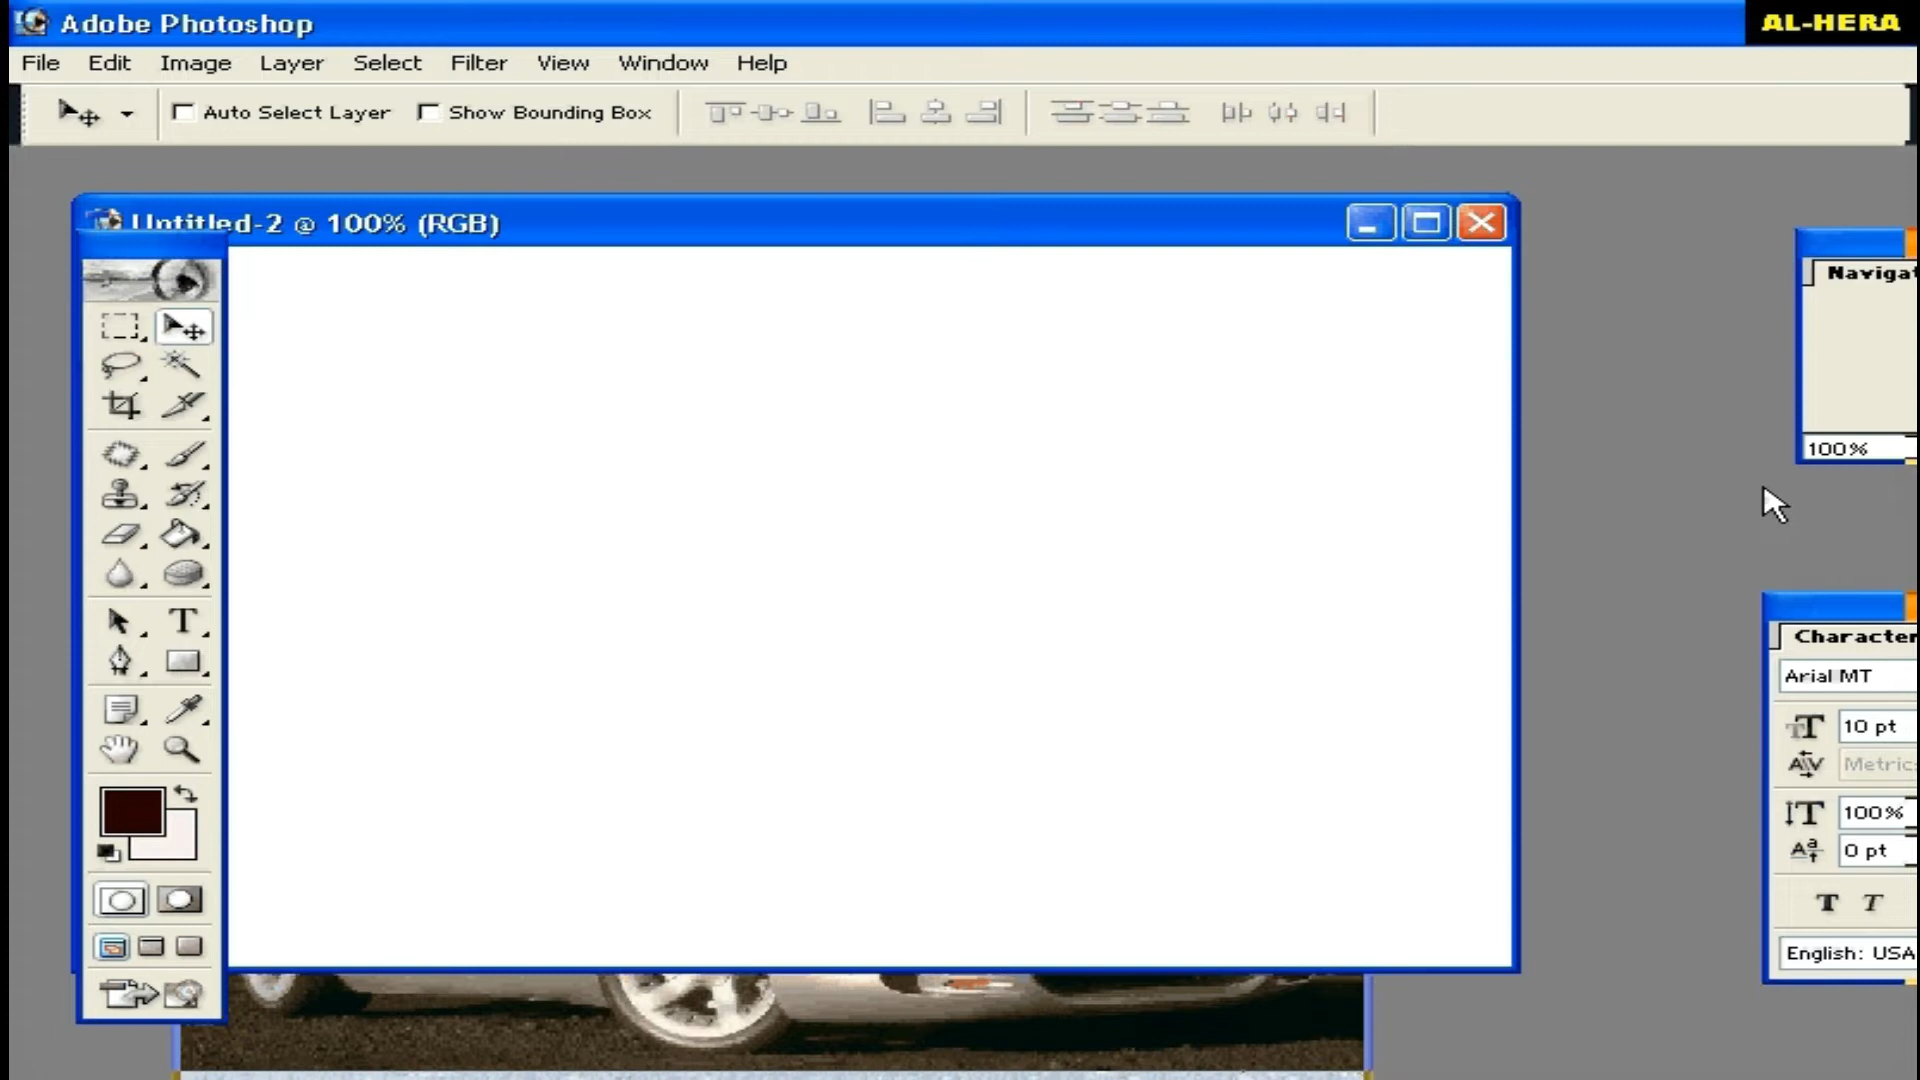 Adobe Photoshop
AL-HERA
File Edit Image Layer Select Filter View Window Help
Auto Select Layer Show Bounding Box
Untitled-2 @ 100% (RGB)
Navigat
100%
Character
Arial MT
10 pt
Metric
100%
0 pt
T T
English: USA